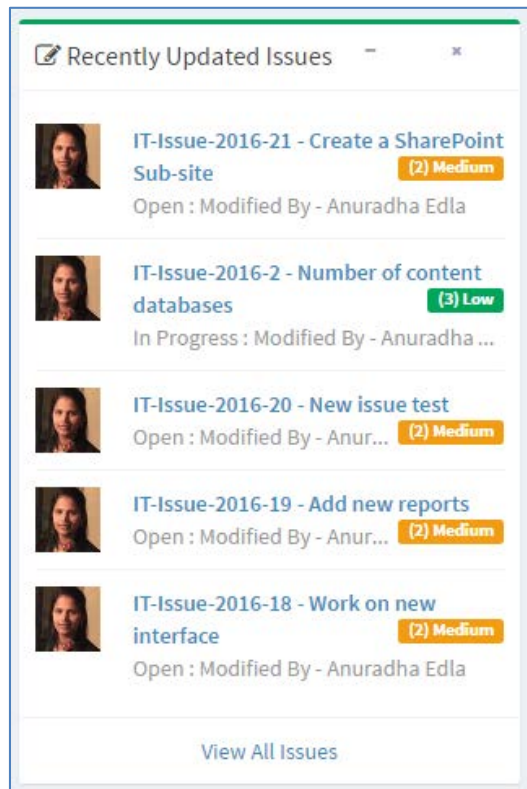 Recently Updated Issues
IT-Issue-2016-21 - Create a SharePoint
Sub-site (2) Medium
Open : Modified By - Anuradha Edla
IT-Issue-2016-2 - Number of content
databases (3) Low
In Progress : Modified By - Anuradha ...
IT-Issue-2016-20 - New issue test
Open : Modified By - Anur... (2) Medium
IT-Issue-2016-19 - Add new reports
Open : Modified By - Anur... (2) Medium
IT-Issue-2016-18 - Work on new
interface (2) Medium
Open : Modified By - Anuradha Edla
View All Issues